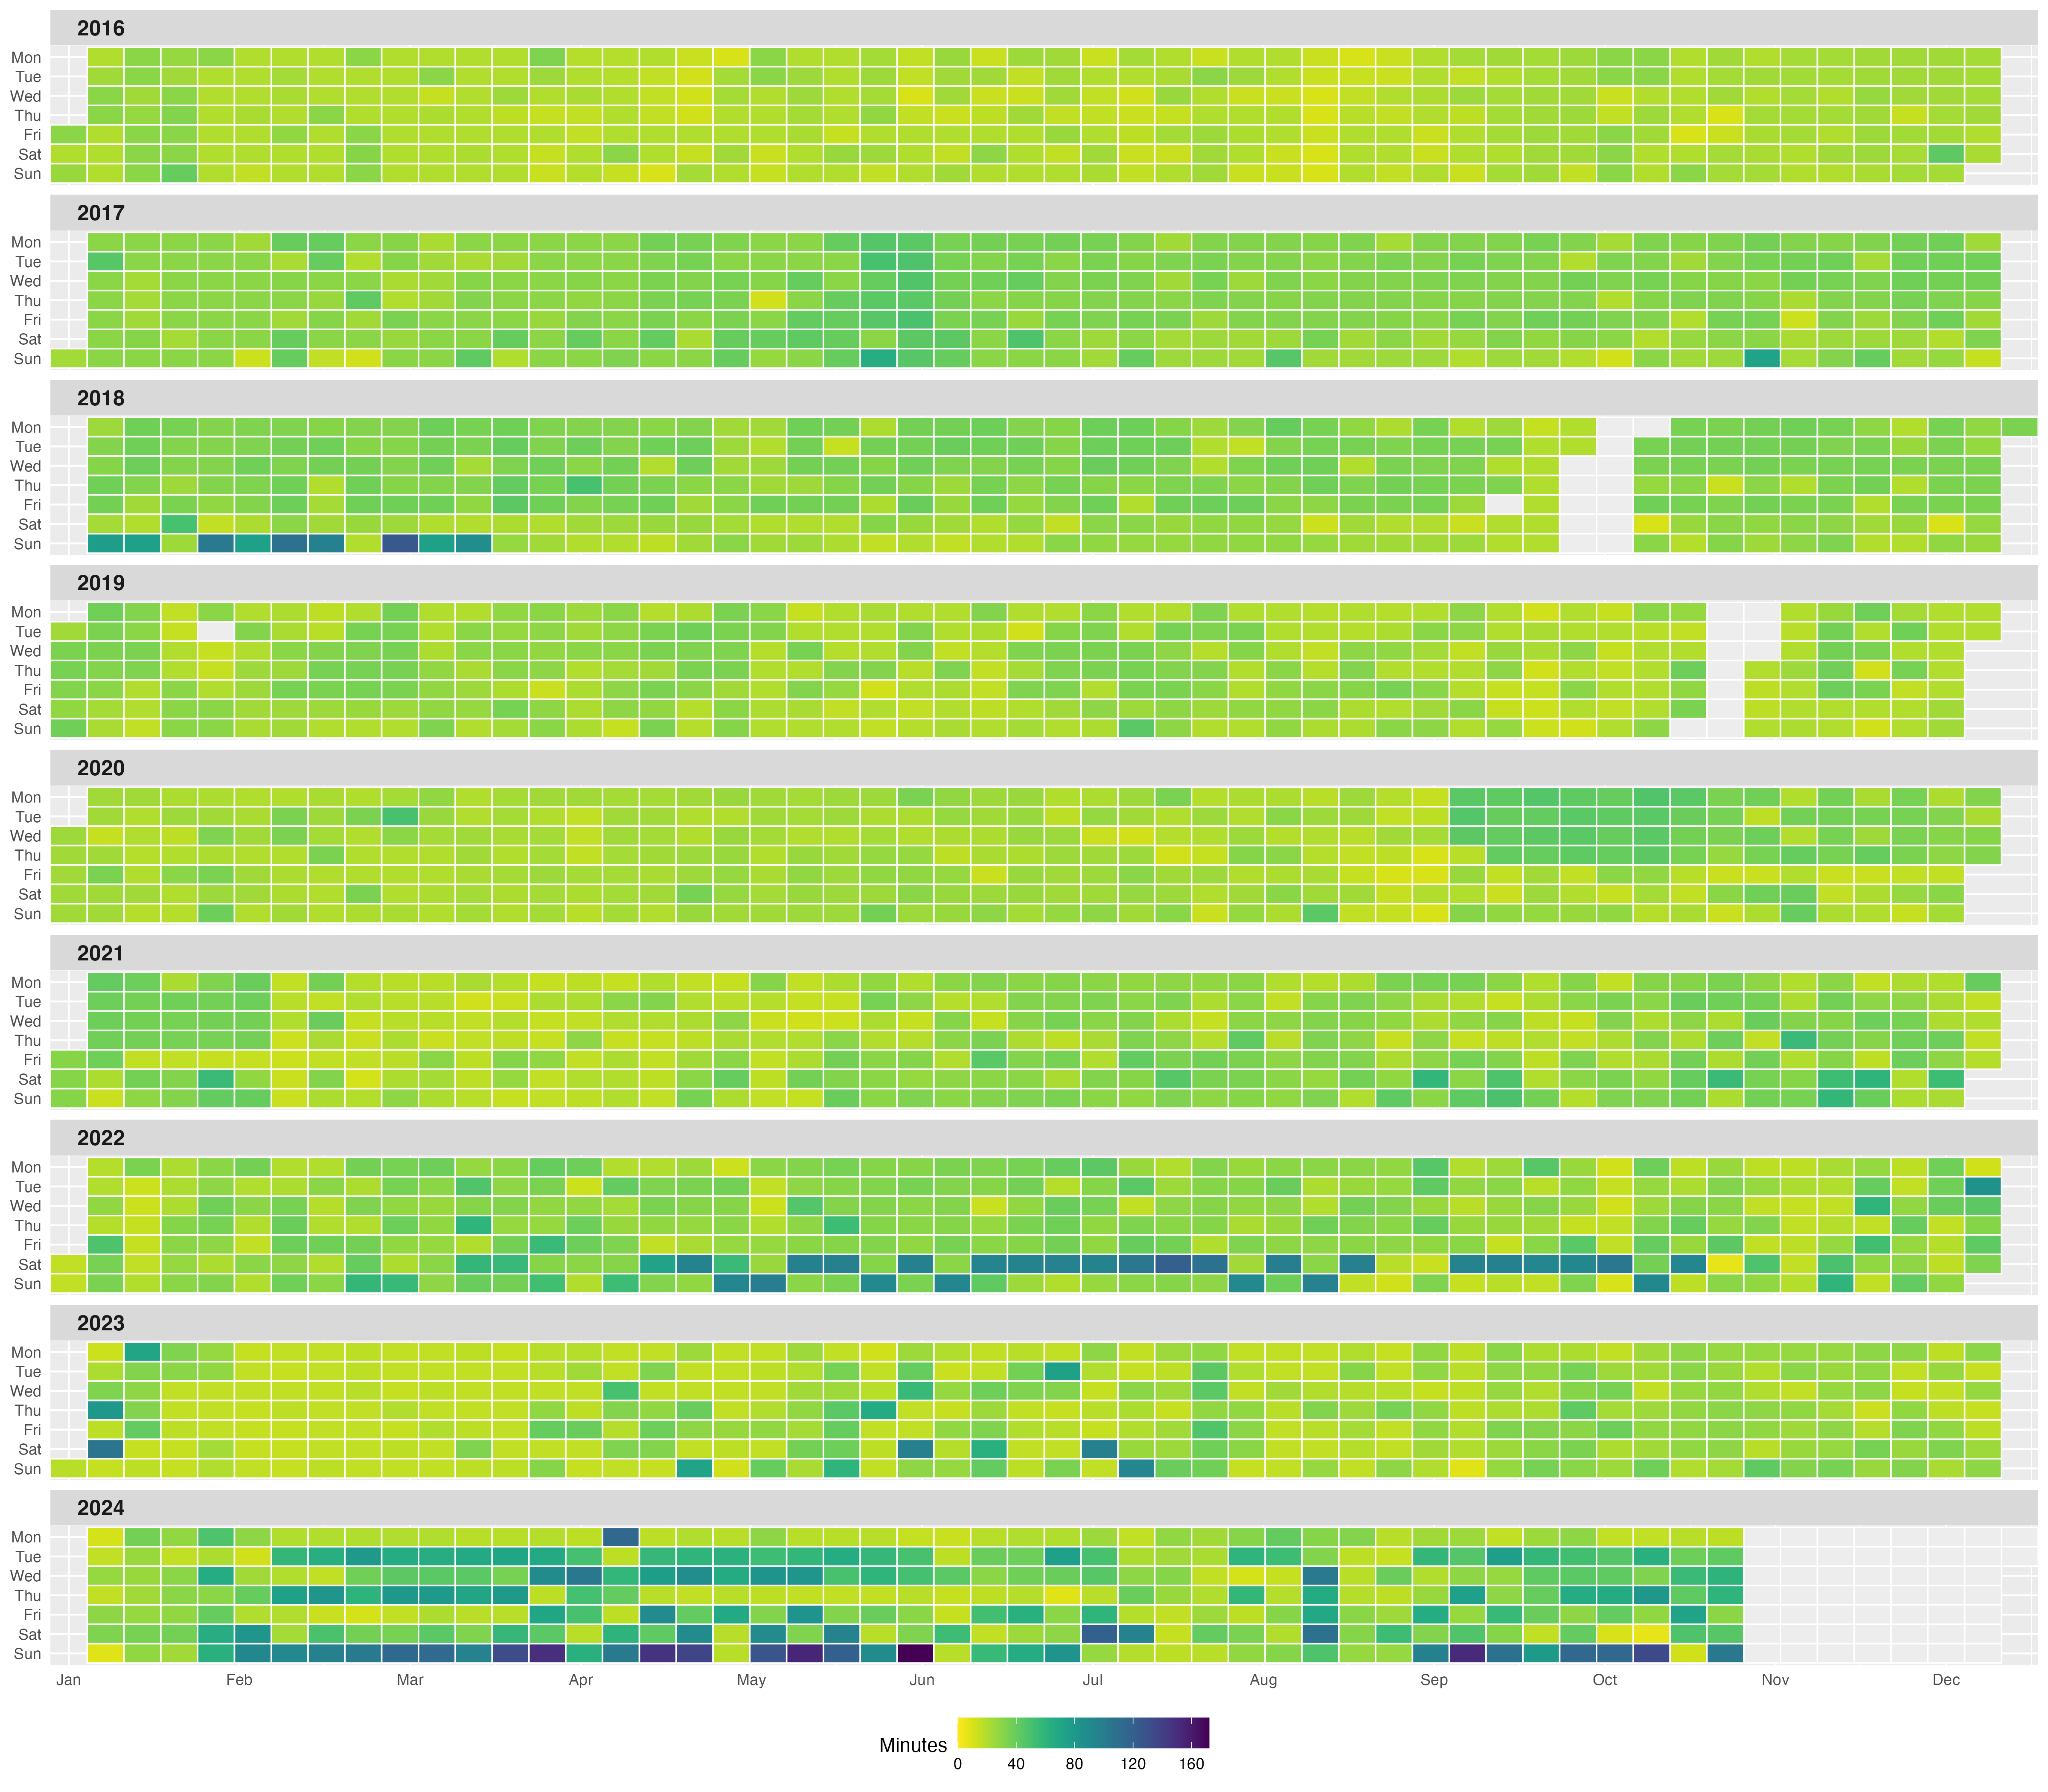 2016
Mon
Tue
Wed
Thu
Fri
Sat
Sun
2017
Mon
Tue
Wed
Thu
Fri
Sat
Sun
2018
Mon
Tue
Wed
Thu
Fri
Sat
Sun
2019
Mon
Tue
Wed
Thu
Fri
Sat
Sun
2020
Mon
Tue
Wed
Thu
Fri
Sat
Sun
2021
Mon
Tue
Wed
Thu
Fri
Sat
Sun
2022
Mon
Tue
Wed
Thu
Fri
Sat
Sun
2023
Mon
Tue
Wed
Thu
Fri
Sat
Sun
2024
Mon
Tue
Wed
Thu
Fri
Sat
Sun
Jan Feb Mar Apr May Jun Jul Aug Sep Oct Nov Dec
Minutes
0 40 80 120 160